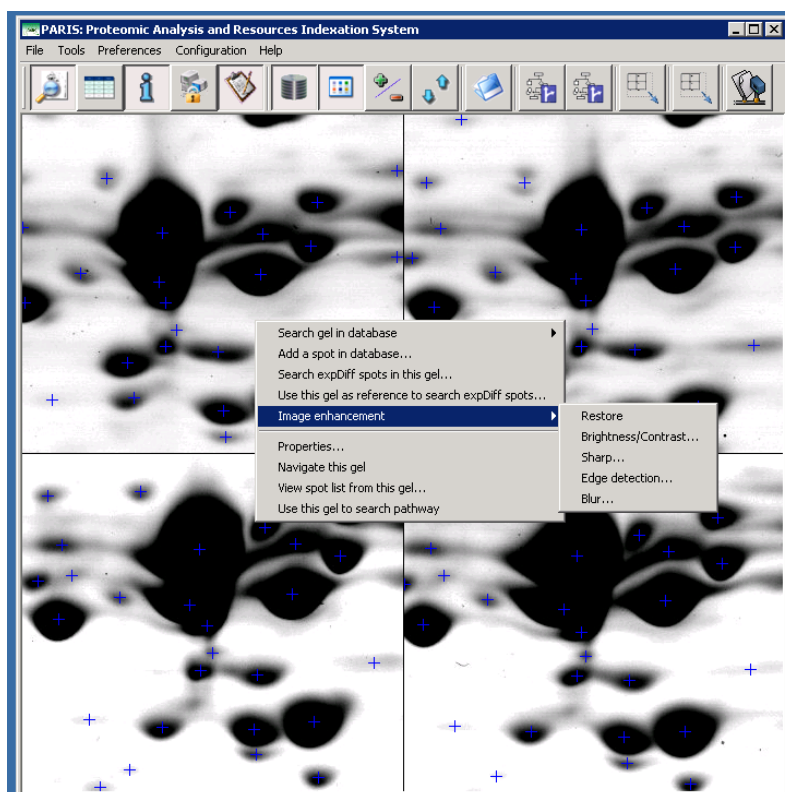 PARIS: Proteomic Analysis and Resources Indexation System
File Tools Preferences Configuration Help
Search gel in database
Add a spot in database...
Search expDiff spots in this gel...
Use this gel as reference to search expDiff spots...
Image enhancement
Restore
Brightness/Contrast...
Sharp...
Edge detection...
Blur...
Properties...
Navigate this gel
View spot list from this gel...
Use this gel to search pathway